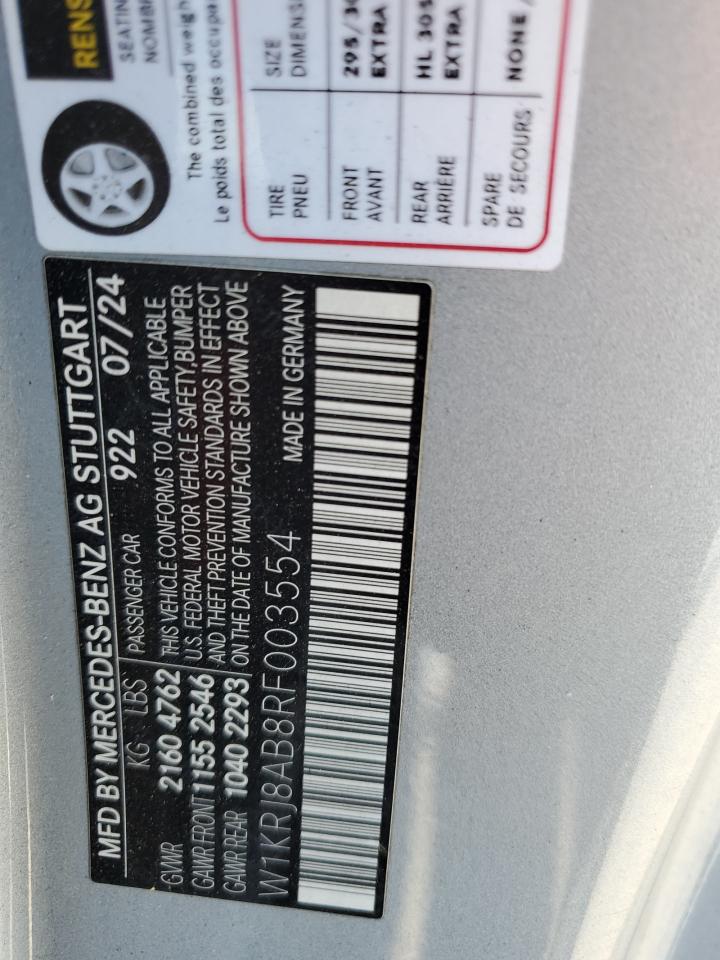 RENS
SEATIN
NOMBR
The combined weigh
Le poids total des occupa
TIRE SIZE
PNEU DIMENSI
FRONT 295/30
AVANT EXTRA
REAR HL 305
ARRIÈRE EXTRA
SPARE NONE /
DE SECOURS
MFD BY MERCEDES-BENZ AG STUTTGART
KG LBS PASSENGER CAR 922 07/24
GVWR 2160 4762 THIS VEHICLE CONFORMS TO ALL APPLICABLE
GAWR FRONT 1155 2546 U.S. FEDERAL MOTOR VEHICLE SAFETY, BUMPER
GAWR REAR 1040 2293 AND THEFT PREVENTION STANDARDS IN EFFECT
ON THE DATE OF MANUFACTURE SHOWN ABOVE
W1KRJ8AB8RF003554 MADE IN GERMANY